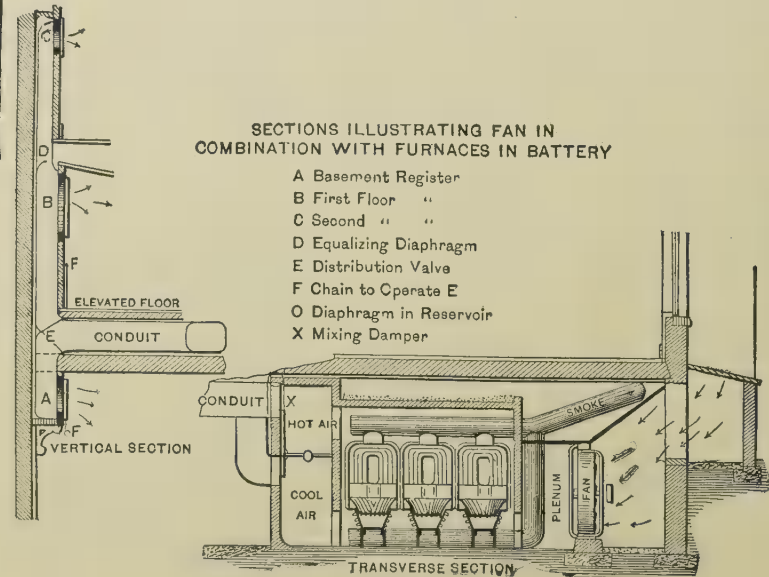 SECTIONS ILLUSTRATING FAN IN
COMBINATION WITH FURNACES IN BATTERY
A Basement Register
B First Floor "
C Second " "
D Equalizing Diaphragm
E Distribution Valve
F Chain to Operate E
O Diaphragm in Reservoir
X Mixing Damper
C
D
B
F
ELEVATED FLOOR
E
CONDUIT
A
F
VERTICAL SECTION
CONDUIT
X
HOT AIR
COOL
AIR
SMOKE
PLENUM
FAN
TRANSVERSE SECTION